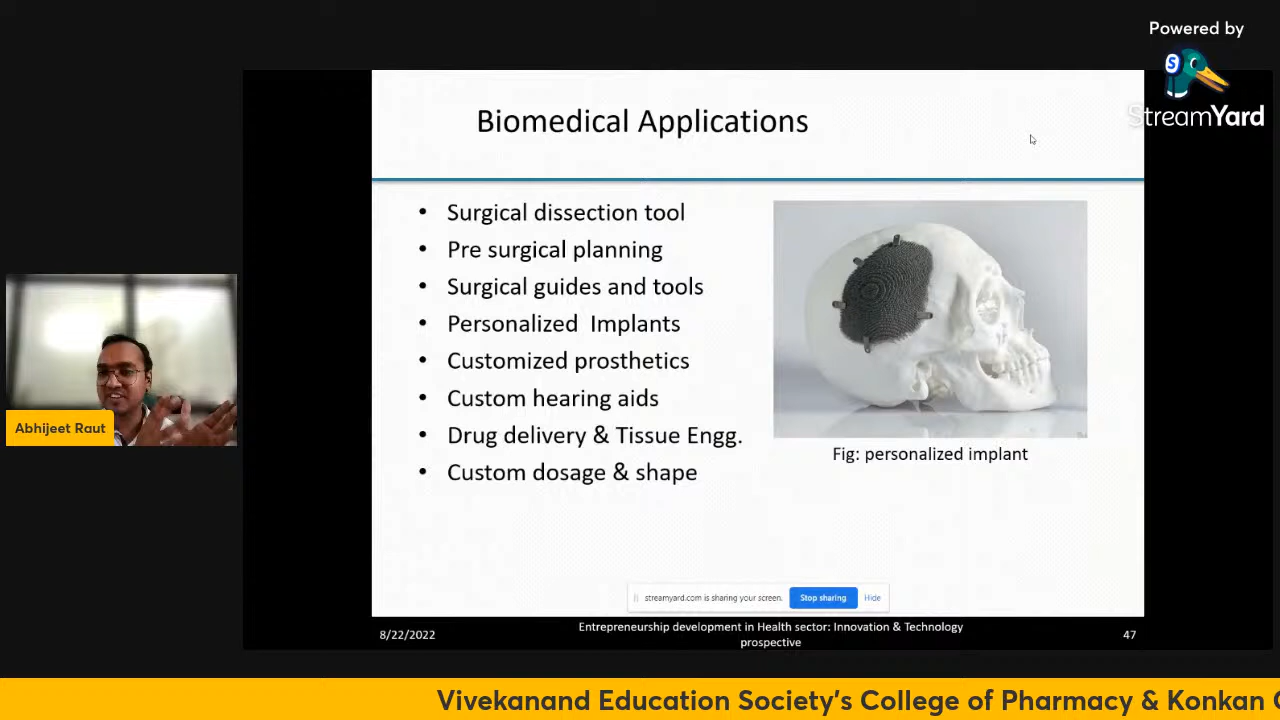 Powered by
S
StreamYard
Biomedical Applications
• Surgical dissection tool
• Pre surgical planning
• Surgical guides and tools
• Personalized Implants
• Customized prosthetics
• Custom hearing aids
• Drug delivery & Tissue Engg.
• Custom dosage & shape
Fig: personalized implant
Abhijeet Raut
streamyard.com is sharing your screen.
Stop sharing
Hide
8/22/2022
Entrepreneurship development in Health sector: Innovation & Technology
prospective
47
Vivekanand Education Society's College of Pharmacy & Konkan